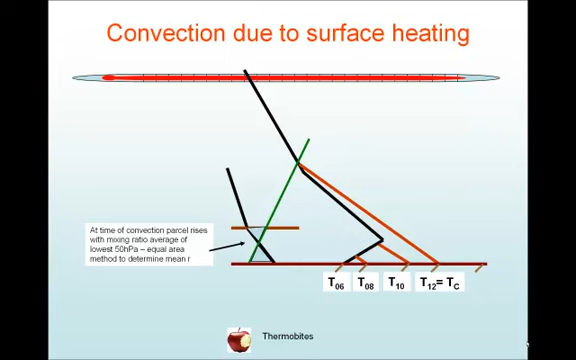 Convection due to surface heating
At time of convection parcel rises
with mixing ratio average of
lowest 50hPa – equal area
method to determine mean r
T06 T08 T10 T12= TC
Thermobites